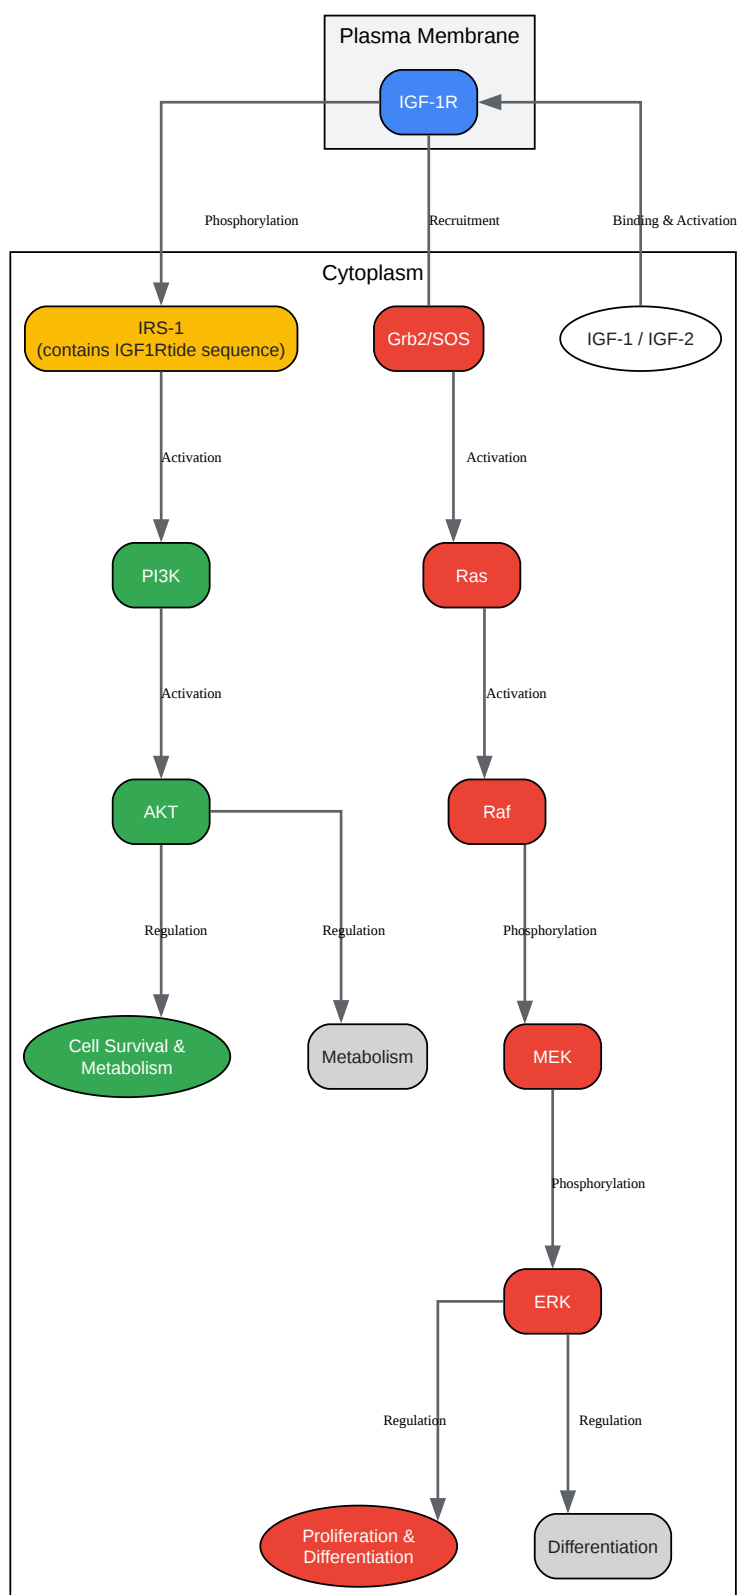 Plasma Membrane
IGF-1R
Phosphorylation
Recruitment
Binding & Activation
Cytoplasm
IRS-1
(contains IGF1Rtide sequence)
Grb2/SOS
IGF-1 / IGF-2
Activation
Activation
PI3K
Ras
Activation
Activation
AKT
Raf
Regulation
Regulation
Phosphorylation
Cell Survival &
Metabolism
Metabolism
MEK
Phosphorylation
ERK
Regulation
Regulation
Proliferation &
Differentiation
Differentiation